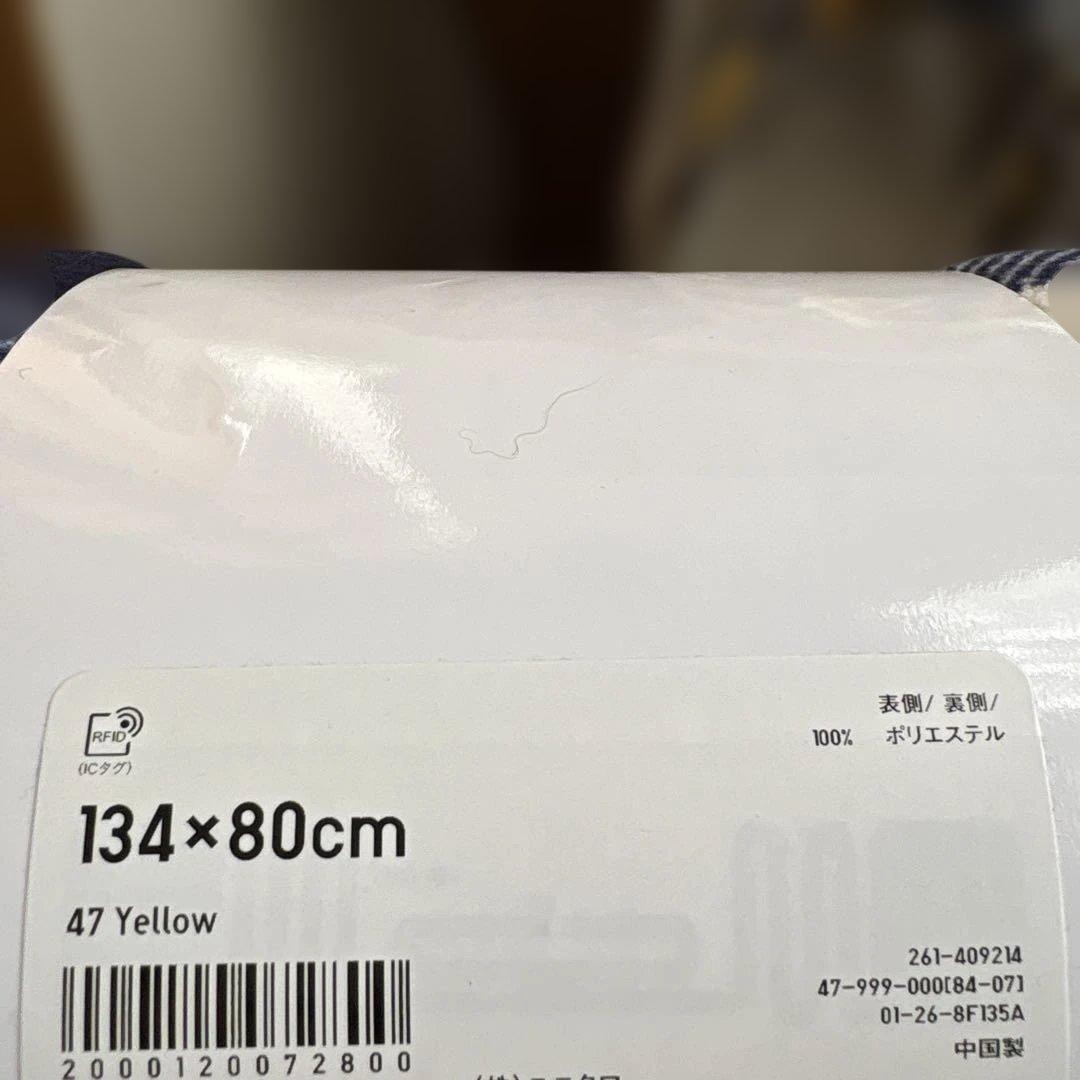 表側/ 裏側/
100% ポリエステル
RFID
(ICタグ)
134×80cm
47 Yellow
261-409214
47-999-000[84-07]
01-26-8F135A
中国製
2000120072800